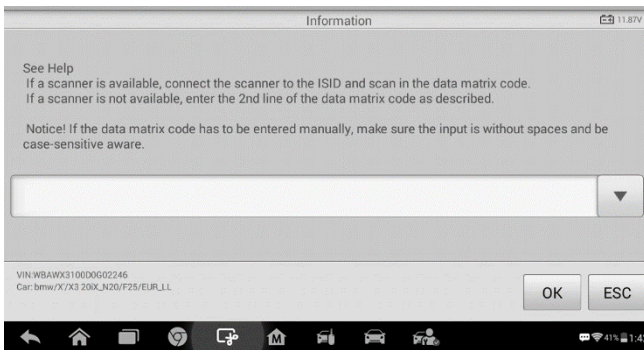 Information
11.87V
See Help
If a scanner is available, connect the scanner to the ISID and scan in the data matrix code.
If a scanner is not available, enter the 2nd line of the data matrix code as described.
Notice! If the data matrix code has to be entered manually, make sure the input is without spaces and be
case-sensitive aware.
VIN:WBAWX3100D0G02246
Car: bmw/X'/X3 20iX_N20/F25/EUR_LL
OK
ESC
M
41%